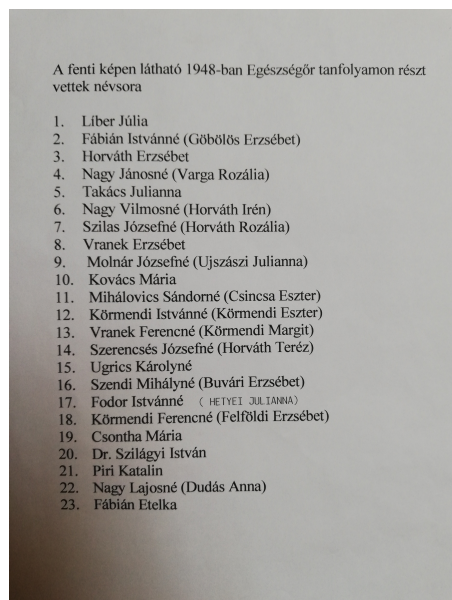 A fenti képen látható 1948-ban Egészségőr tanfolyamon részt
vettek névsora
1. Líber Júlia
2. Fábián Istvánné (Göbölös Erzsébet)
3. Horváth Erzsébet
4. Nagy Jánosné (Varga Rozália)
5. Takács Julianna
6. Nagy Vilmosné (Horváth Irén)
7. Szilas Józsefné (Horváth Rozália)
8. Vranek Erzsébet
9. Molnár Józsefné (Ujszászi Julianna)
10. Kovács Mária
11. Mihálovics Sándorné (Csincsa Eszter)
12. Körmendi Istvánné (Körmendi Eszter)
13. Vranek Ferencné (Körmendi Margit)
14. Szerencsés Józsefné (Horváth Teréz)
15. Ugrics Károlyné
16. Szendi Mihályné (Buvári Erzsébet)
17. Fodor Istvánné ( HETYEI JULIANNA)
18. Körmendi Ferencné (Felföldi Erzsébet)
19. Csontha Mária
20. Dr. Szilágyi István
21. Piri Katalin
22. Nagy Lajosné (Dudás Anna)
23. Fábián Etelka